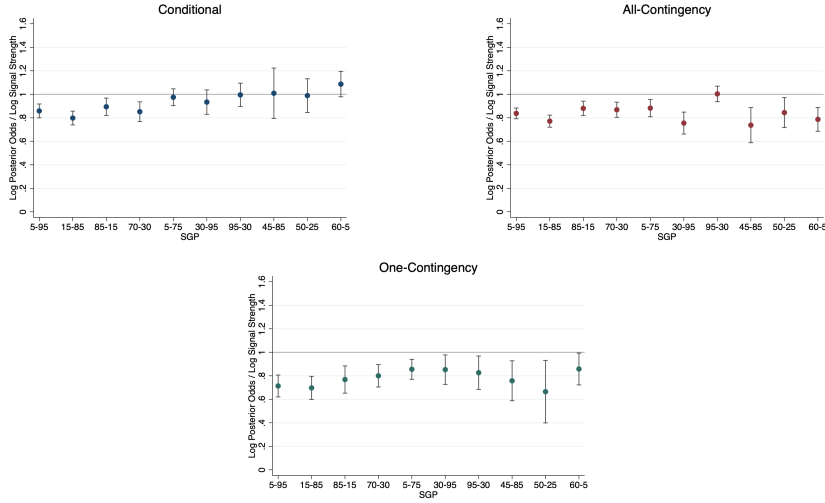 Conditional
Log Posterior Odds / Log Signal Strength
1.6
1.4
1.2
1
.8
.6
.4
.2
0
5-95 15-85 85-15 70-30 5-75 30-95 95-30 45-85 50-25 60-5
SGP
All-Contingency
Log Posterior Odds / Log Signal Strength
1.6
1.4
1.2
1
.8
.6
.4
.2
0
5-95 15-85 85-15 70-30 5-75 30-95 95-30 45-85 50-25 60-5
SGP
One-Contingency
Log Posterior Odds / Log Signal Strength
1.6
1.4
1.2
1
.8
.6
.4
.2
0
5-95 15-85 85-15 70-30 5-75 30-95 95-30 45-85 50-25 60-5
SGP